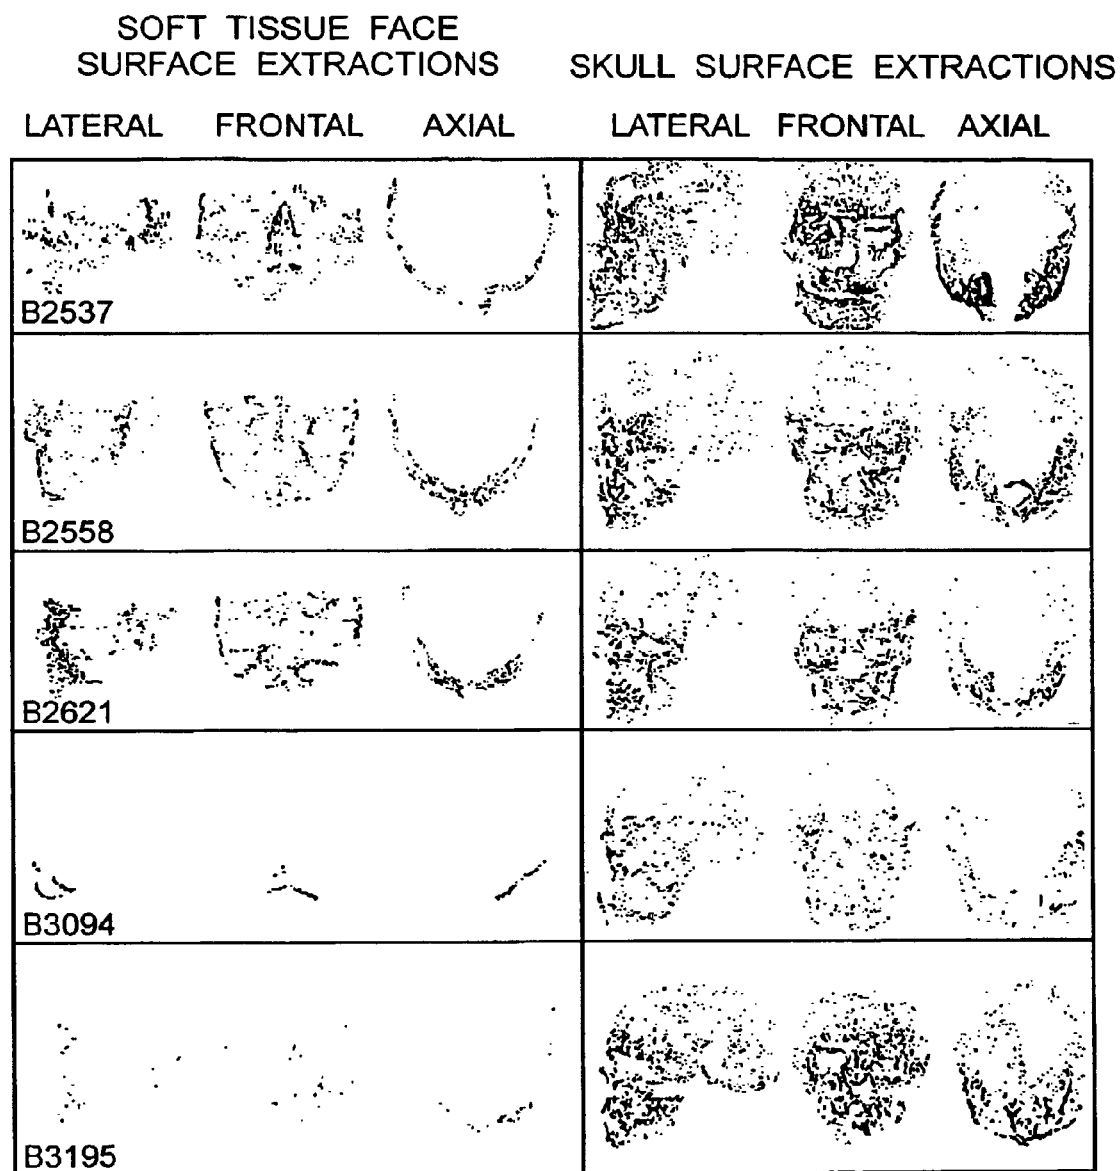 SOFT TISSUE FACE
SURFACE EXTRACTIONS
SKULL SURFACE EXTRACTIONS
LATERAL FRONTAL AXIAL
LATERAL FRONTAL AXIAL
B2537
B2558
B2621
B3094
B3195